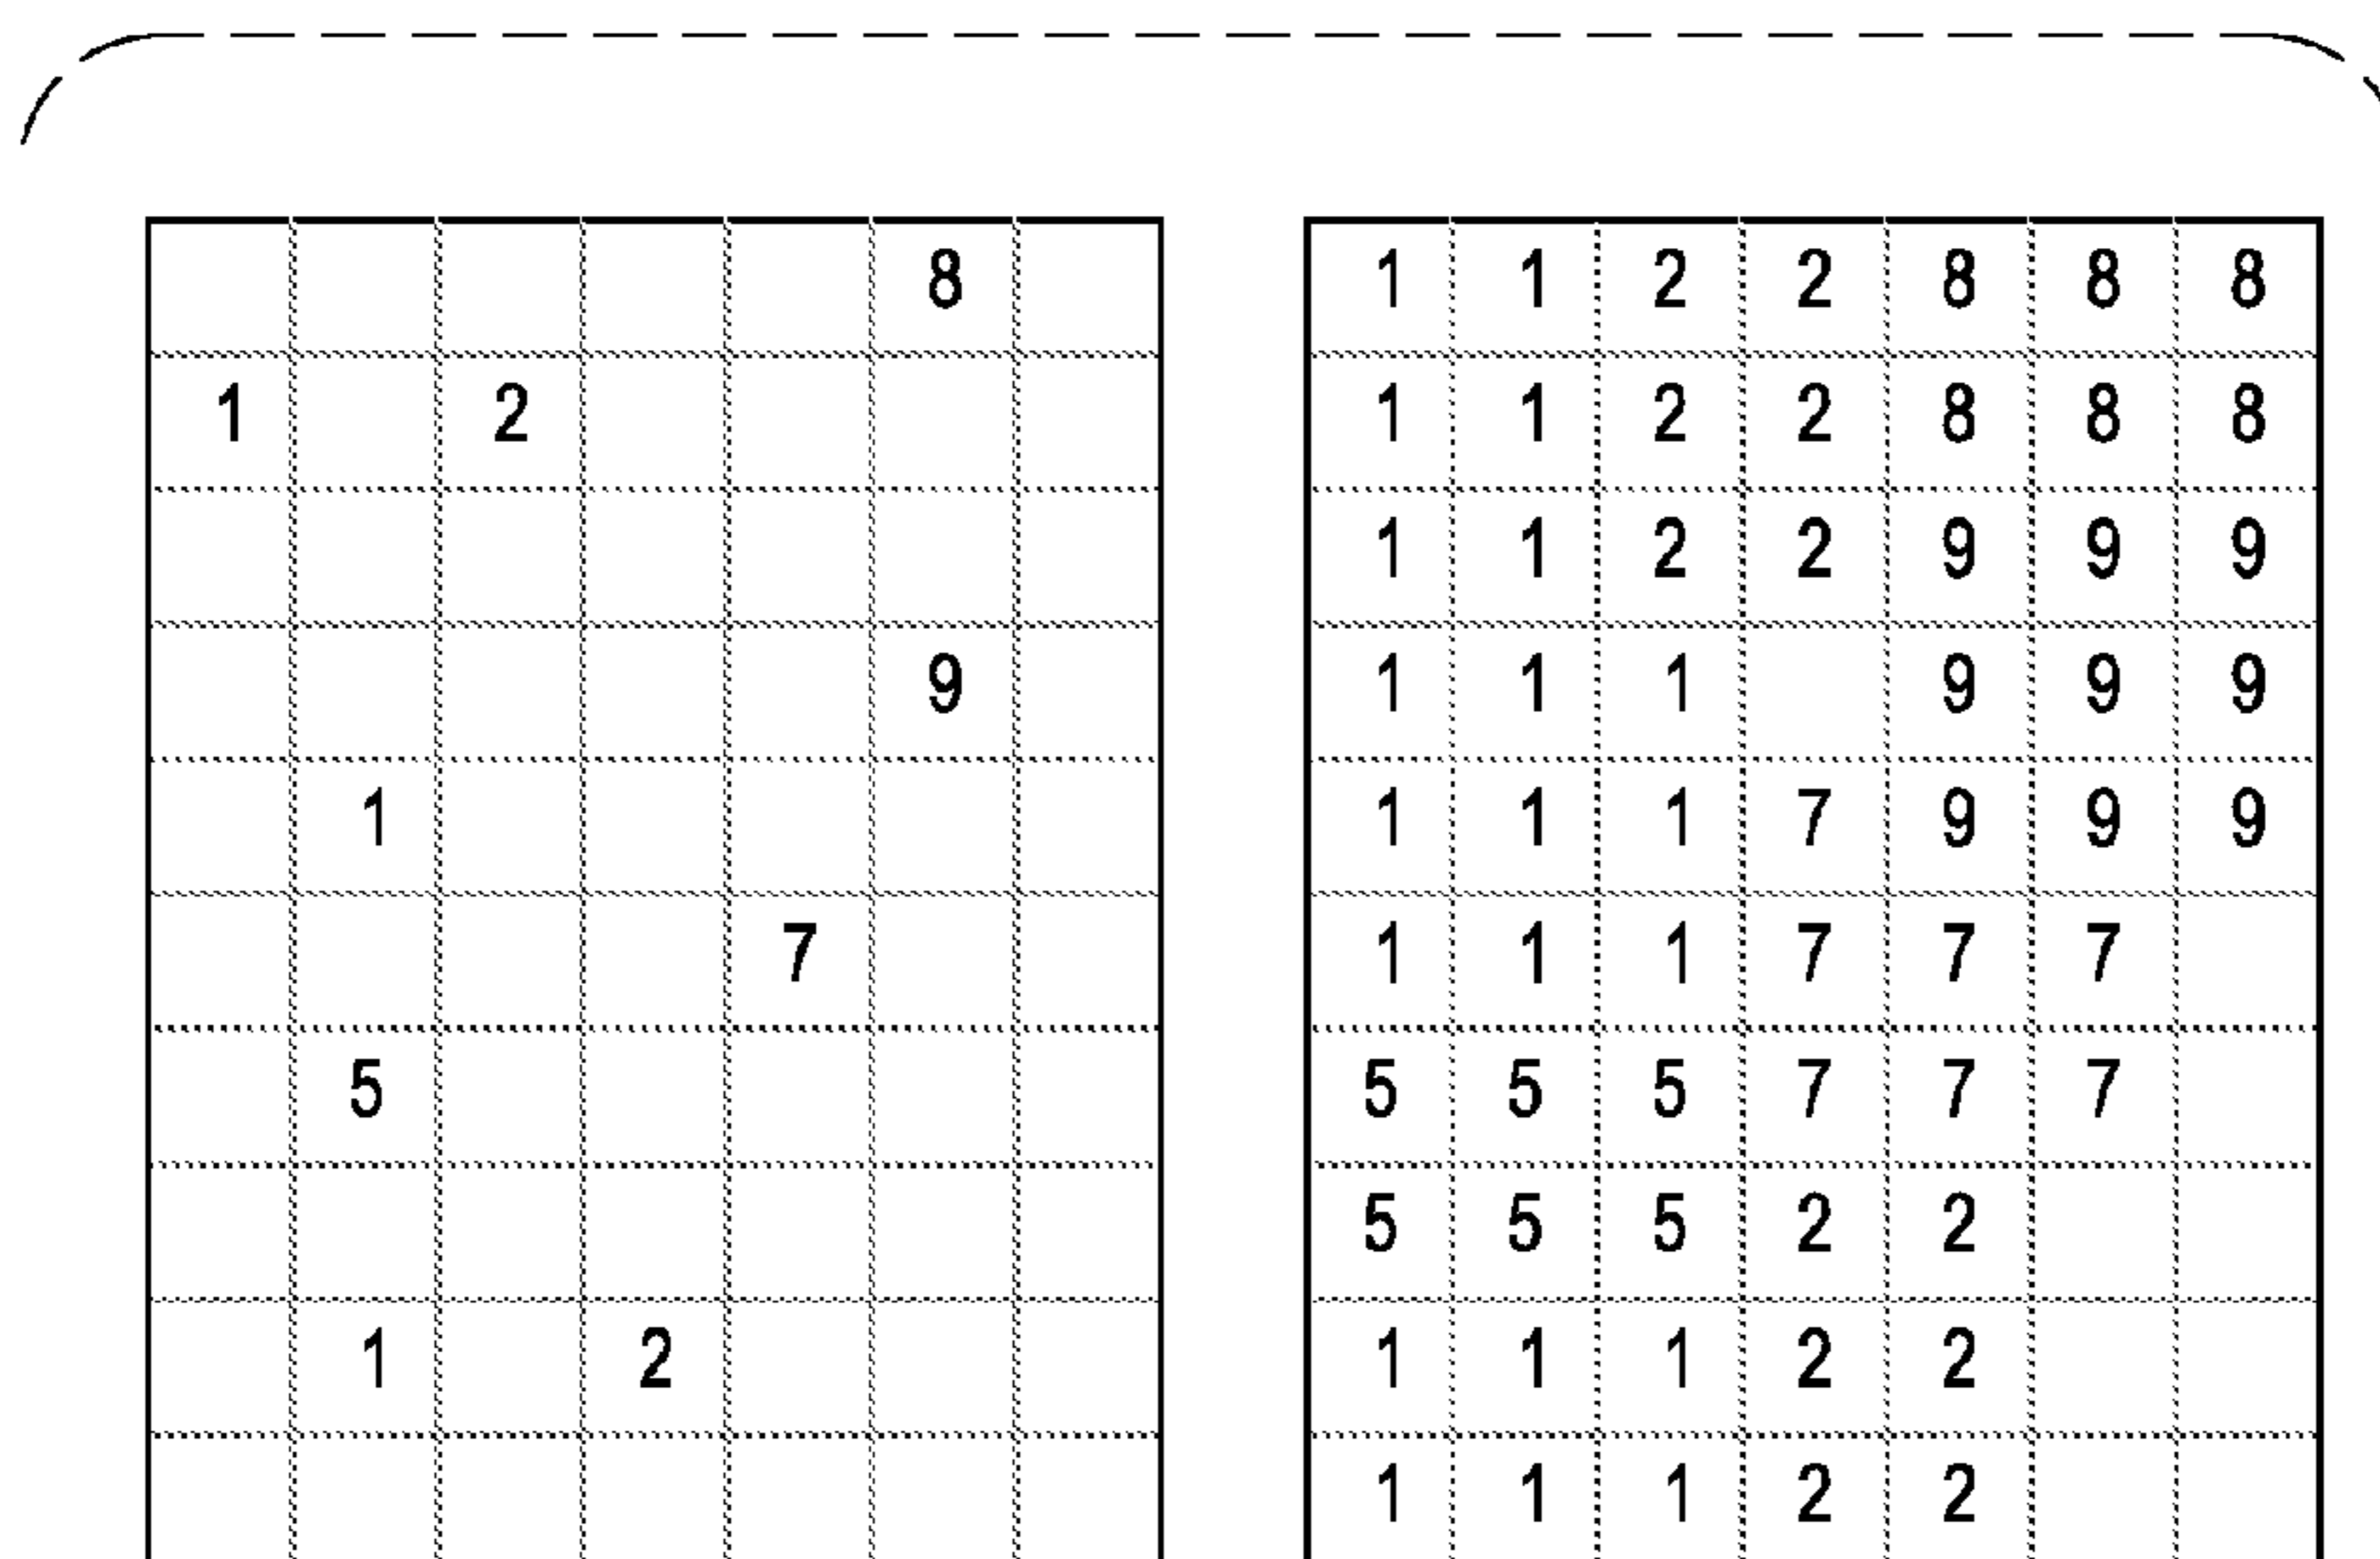 8
1 2
9
1
7
5
1 2
1 1 2 2 8 8 8
1 1 2 2 8 8 8
1 1 2 2 9 9 9
1 1 1 9 9 9
1 1 1 7 9 9 9
1 1 1 7 7 7
5 5 5 7 7 7
5 5 5 2 2
1 1 1 2 2
1 1 1 2 2